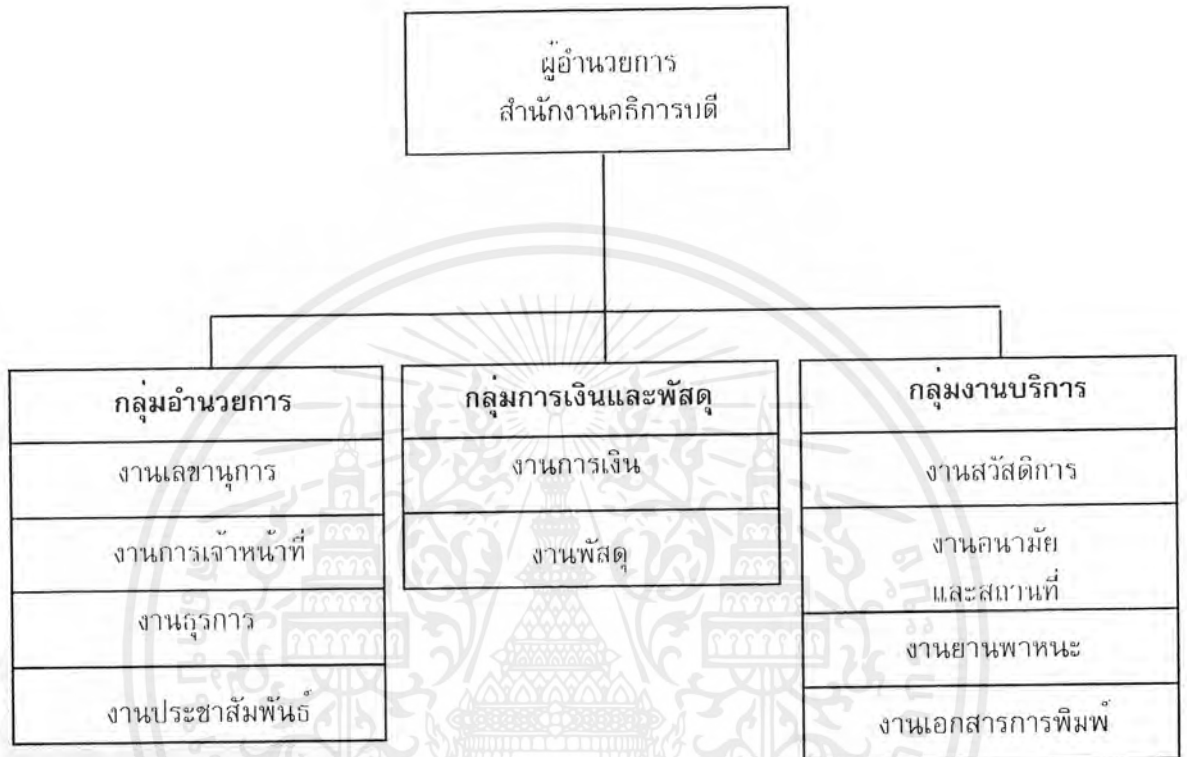 ผู้อำนวยการ
สำนักงานอธิการบดี
กลุ่มอำนวยการ
งานเลขานุการ
งานการเจ้าหน้าที่
งานธุรการ
งานประชาสัมพันธ์
กลุ่มการเงินและพัสดุ
งานการเงิน
งานพัสดุ
กลุ่มงานบริการ
งานสวัสดิการ
งานอนามัย
และสถานที่
งานยานพาหนะ
งานเอกสารการพิมพ์